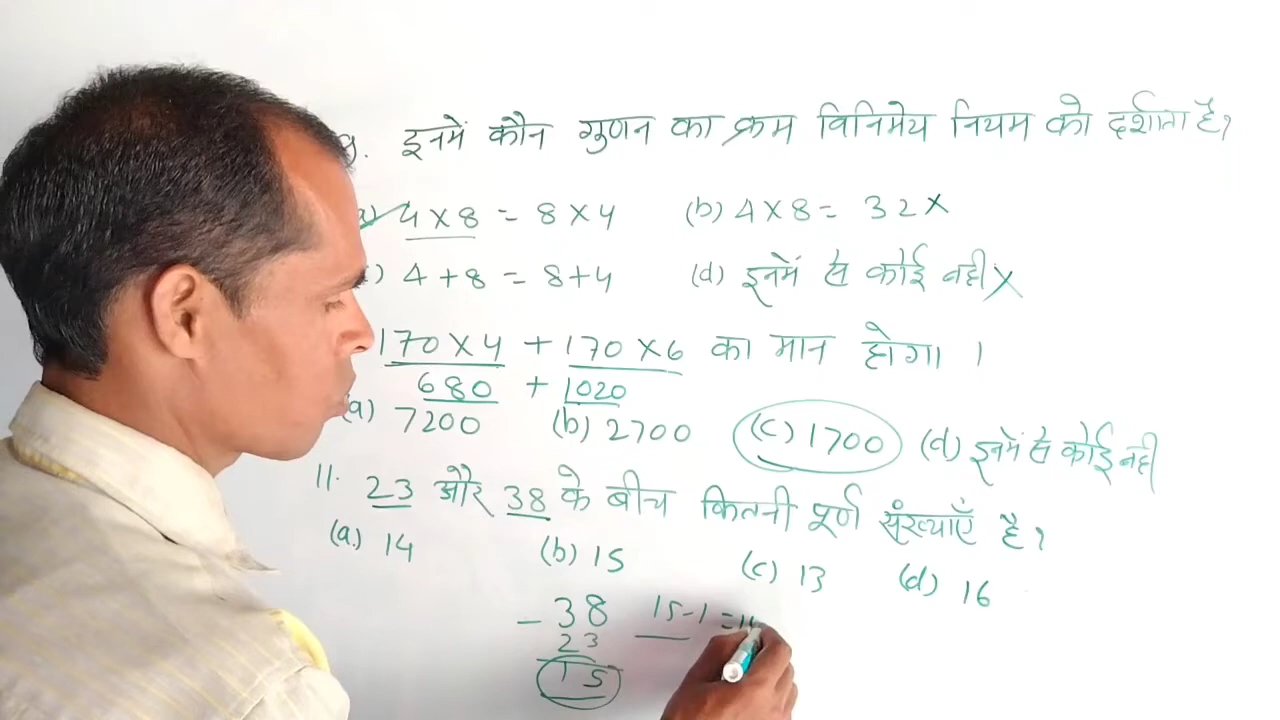 9. इनमें कौन गुणन का क्रम विनिमेय नियम को दर्शाता है?
4 × 8 = 8 × 4 (b) 4 × 8 = 32 ×
) 4 + 8 = 8 + 4 (d) इनमें से कोई नही ×
170 × 4 + 170 × 6 का मान होगा ।
680 + 1020
(a) 7200 (b) 2700 (c) 1700 (d) इनमें से कोई नही
11. 23 और 38 के बीच कितनी पूर्ण संख्याएँ है?
(a.) 14 (b) 15 (c) 13 (d) 16
- 38 15 - 1 = 14
23
15